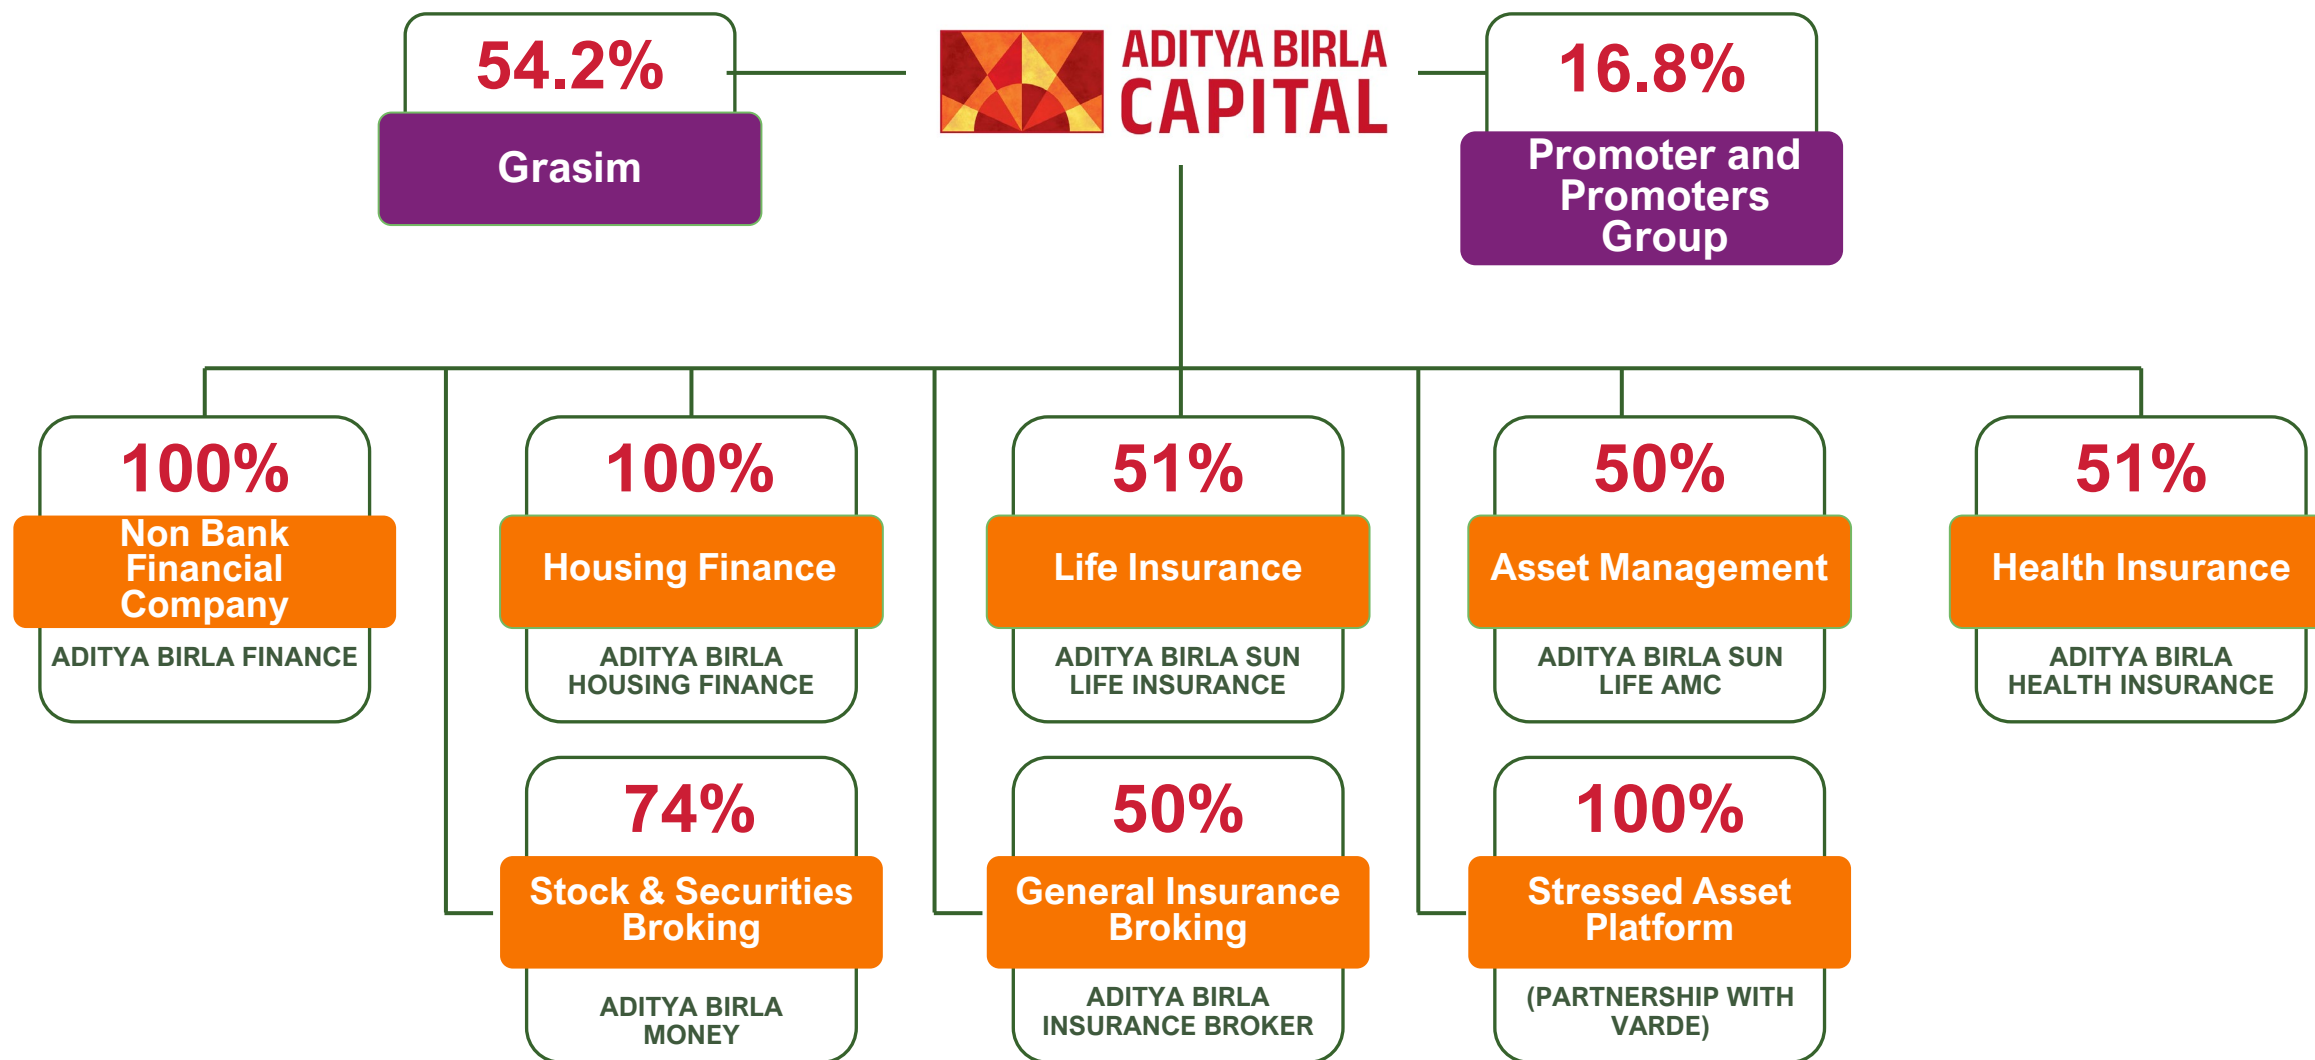 54.2%
Grasim
ADITYA BIRLA
CAPITAL
16.8%
Promoter and
Promoters
Group
100%
Non Bank
Financial
Company
ADITYA BIRLA FINANCE
100%
Housing Finance
ADITYA BIRLA
HOUSING FINANCE
51%
Life Insurance
ADITYA BIRLA SUN
LIFE INSURANCE
50%
Asset Management
ADITYA BIRLA SUN
LIFE AMC
51%
Health Insurance
ADITYA BIRLA
HEALTH INSURANCE
74%
Stock & Securities
Broking
ADITYA BIRLA
MONEY
50%
General Insurance
Broking
ADITYA BIRLA
INSURANCE BROKER
100%
Stressed Asset
Platform
(PARTNERSHIP WITH
VARDE)